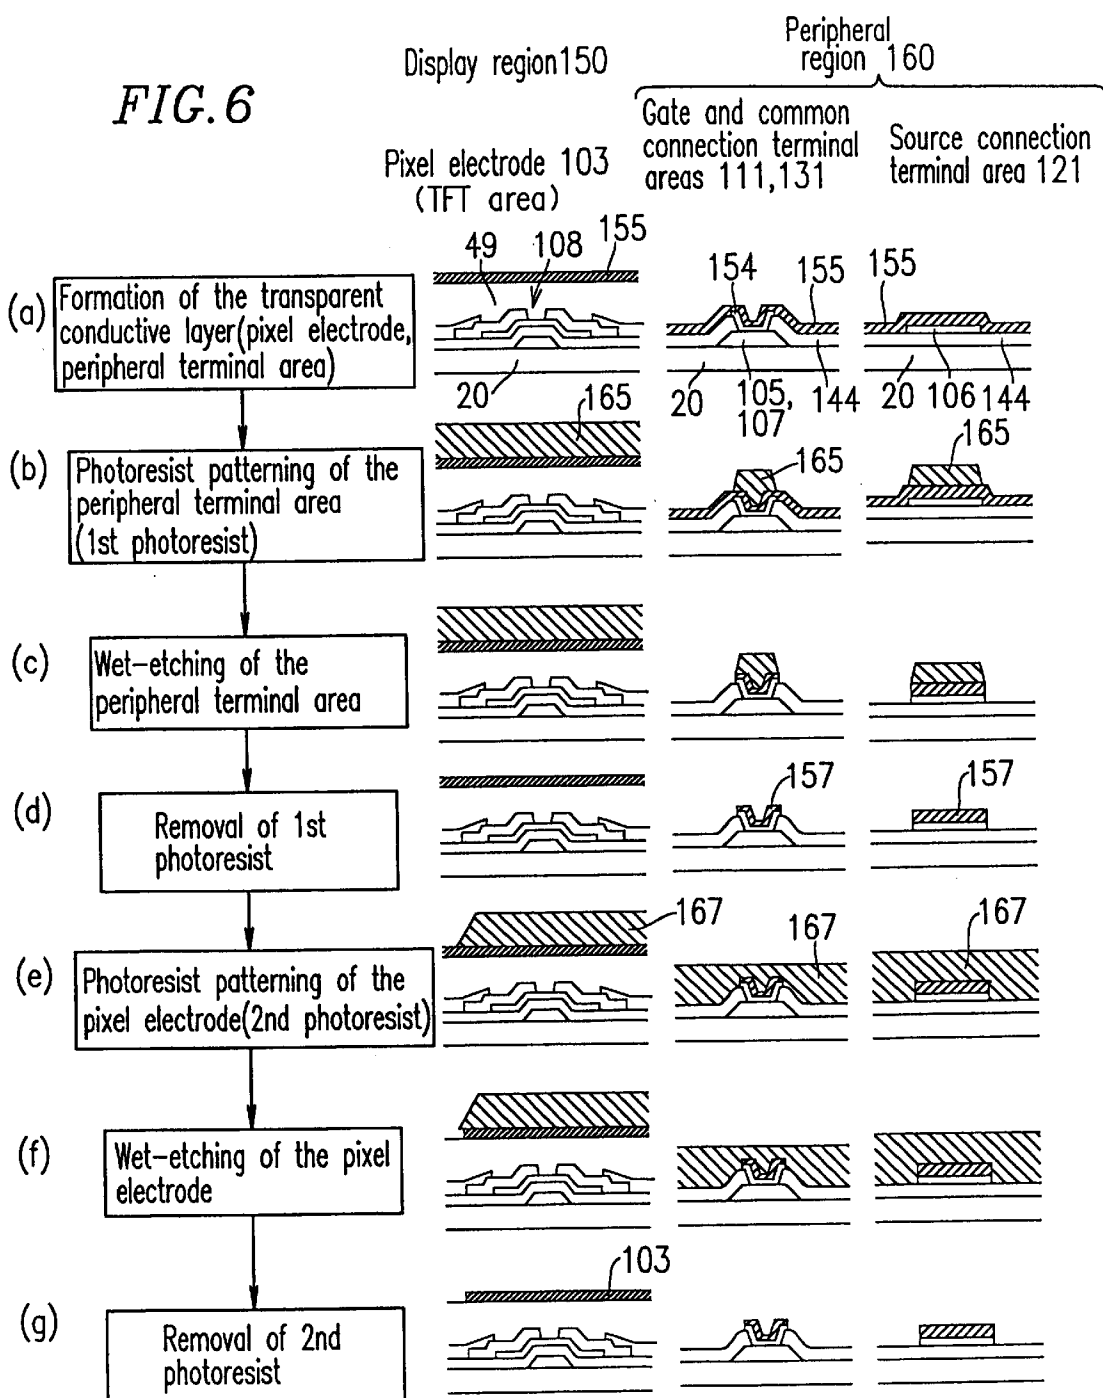 FIG.6
Display region150
Peripheral
region 160
Pixel electrode 103
(TFT area)
Gate and common
connection terminal
areas 111,131
Source connection
terminal area 121
(a)
Formation of the transparent
conductive layer(pixel electrode,
peripheral terminal area)
49
108
155
20
154
155
20
105,
107
144
155
20
106
144
(b)
Photoresist patterning of the
peripheral terminal area
(1st photoresist)
165
165
165
(c)
Wet-etching of the
peripheral terminal area
(d)
Removal of 1st
photoresist
157
157
(e)
Photoresist patterning of the
pixel electrode(2nd photoresist)
167
167
167
(f)
Wet-etching of the pixel
electrode
(g)
Removal of 2nd
photoresist
103